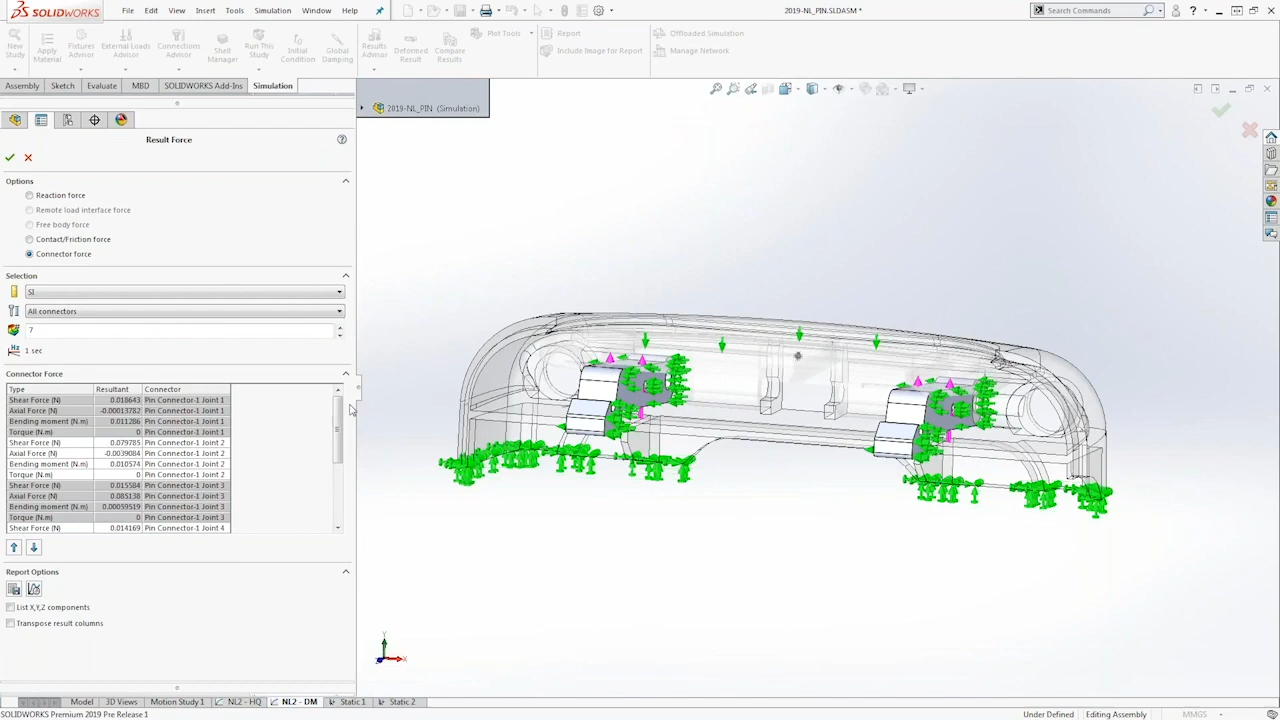 SOLIDWORKS File Edit View Insert Tools Simulation Window Help 2019-NL_PIN.SLDASM * Search Commands
New Study Apply Material Fixtures Advisor External Loads Advisor Connections Advisor Shell Manager Run This Study Initial Condition Global Damping Results Advisor Deformed Result Compare Results Plot Tools Report Include Image for Report Offloaded Simulation Manage Network
Assembly Sketch Evaluate MBD SOLIDWORKS Add-Ins Simulation
2019-NL_PIN (Simulation)
Result Force
Options
Reaction force
Remote load interface force
Free body force
Contact/Friction force
Connector force
Selection
SI
All connectors
7
1 sec
Connector Force
Type Resultant Connector
Shear Force (N) 0.018643 Pin Connector-1 Joint 1
Axial Force (N) -0.00013782 Pin Connector-1 Joint 1
Bending moment (N.m) 0.011286 Pin Connector-1 Joint 1
Torque (N.m) 0 Pin Connector-1 Joint 1
Shear Force (N) 0.079785 Pin Connector-1 Joint 2
Axial Force (N) -0.0039084 Pin Connector-1 Joint 2
Bending moment (N.m) 0.010574 Pin Connector-1 Joint 2
Torque (N.m) 0 Pin Connector-1 Joint 2
Shear Force (N) 0.015584 Pin Connector-1 Joint 3
Axial Force (N) 0.085138 Pin Connector-1 Joint 3
Bending moment (N.m) 0.00059519 Pin Connector-1 Joint 3
Torque (N.m) 0 Pin Connector-1 Joint 3
Shear Force (N) 0.014169 Pin Connector-1 Joint 4
Report Options
List X,Y,Z components
Transpose result columns
Y
X
Model 3D Views Motion Study 1 NL2 - HQ NL2 - DM Static 1 Static 2
SOLIDWORKS Premium 2019 Pre Release 1 Under Defined Editing Assembly MMGS